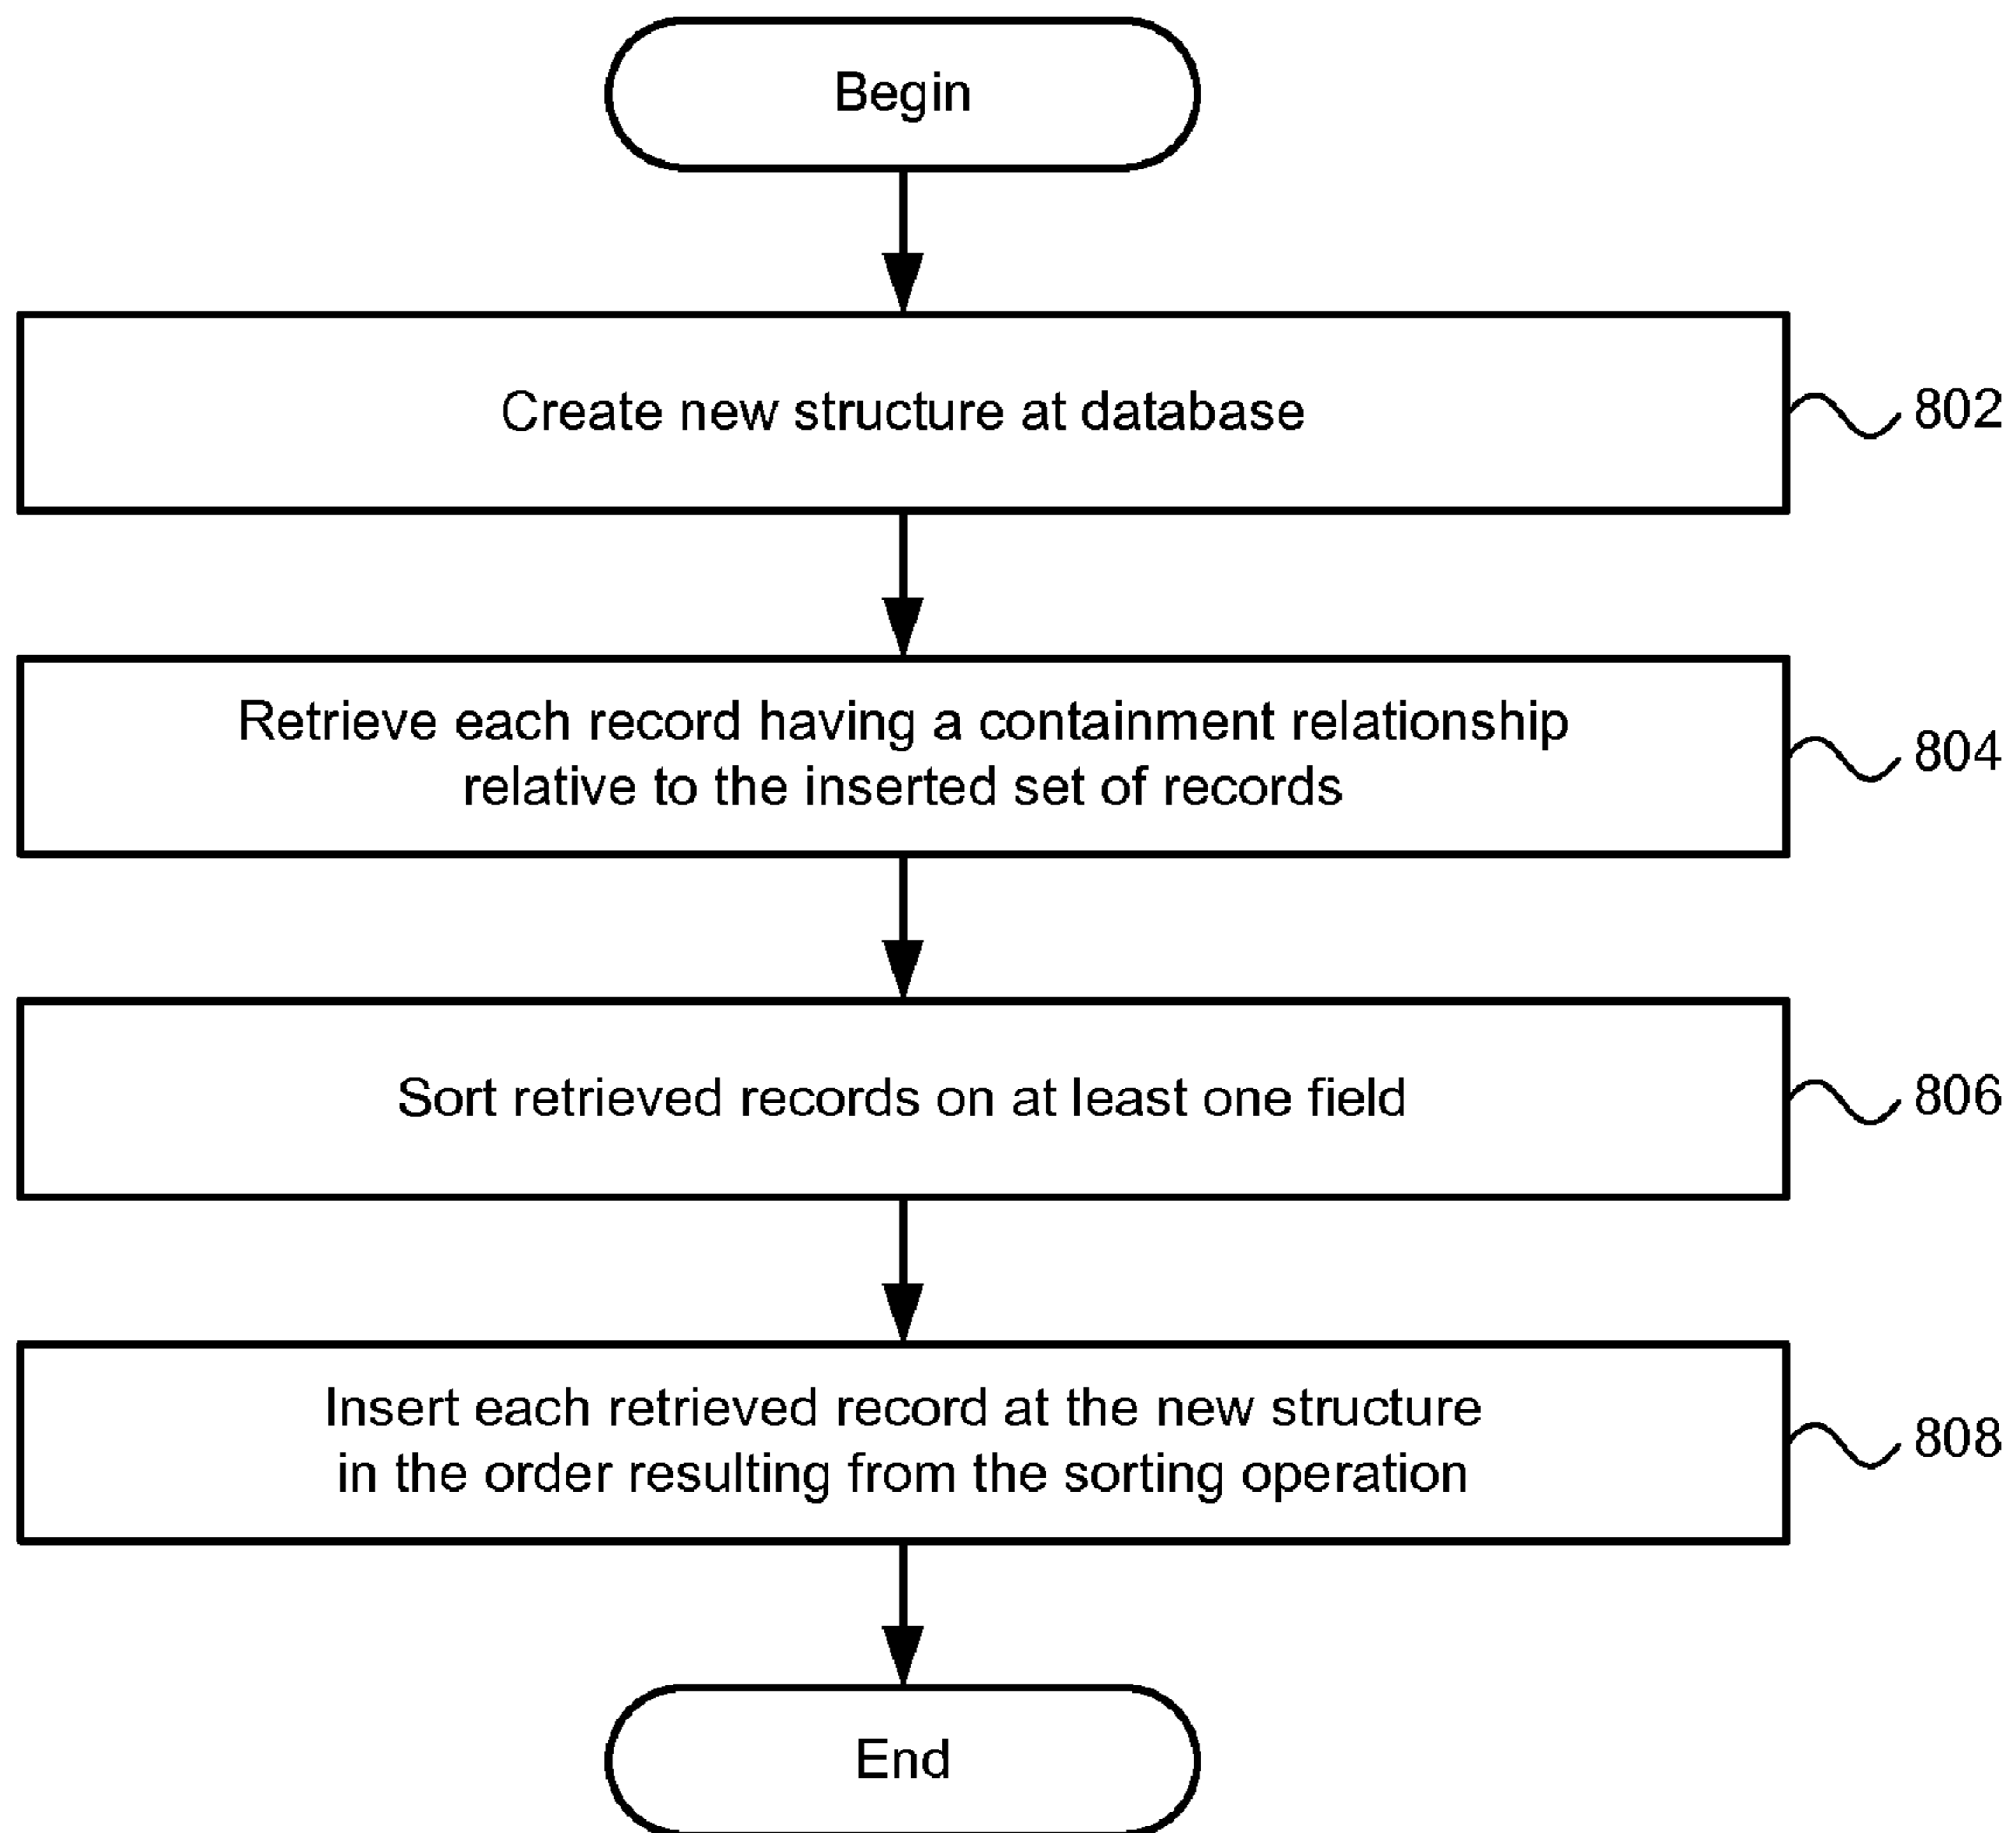 Begin
Create new structure at database
802
Retrieve each record having a containment relationship
relative to the inserted set of records
804
Sort retrieved records on at least one field
806
Insert each retrieved record at the new structure
in the order resulting from the sorting operation
808
End